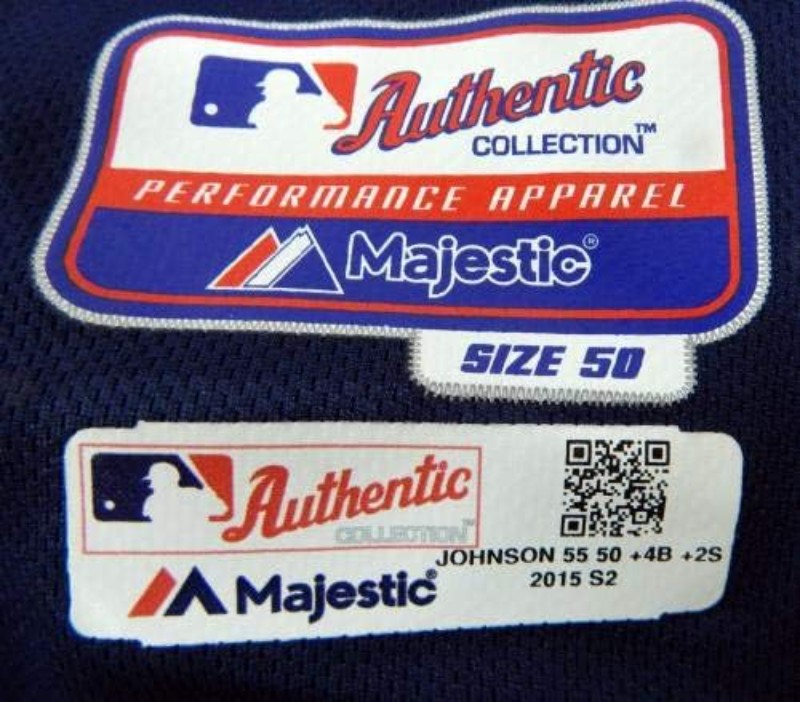 Authentic
COLLECTION™
PERFORMANCE APPAREL
Majestic®
SIZE 50
Authentic
COLLECTION™
JOHNSON 55 50 +4B +2S
Majestic®
2015 S2